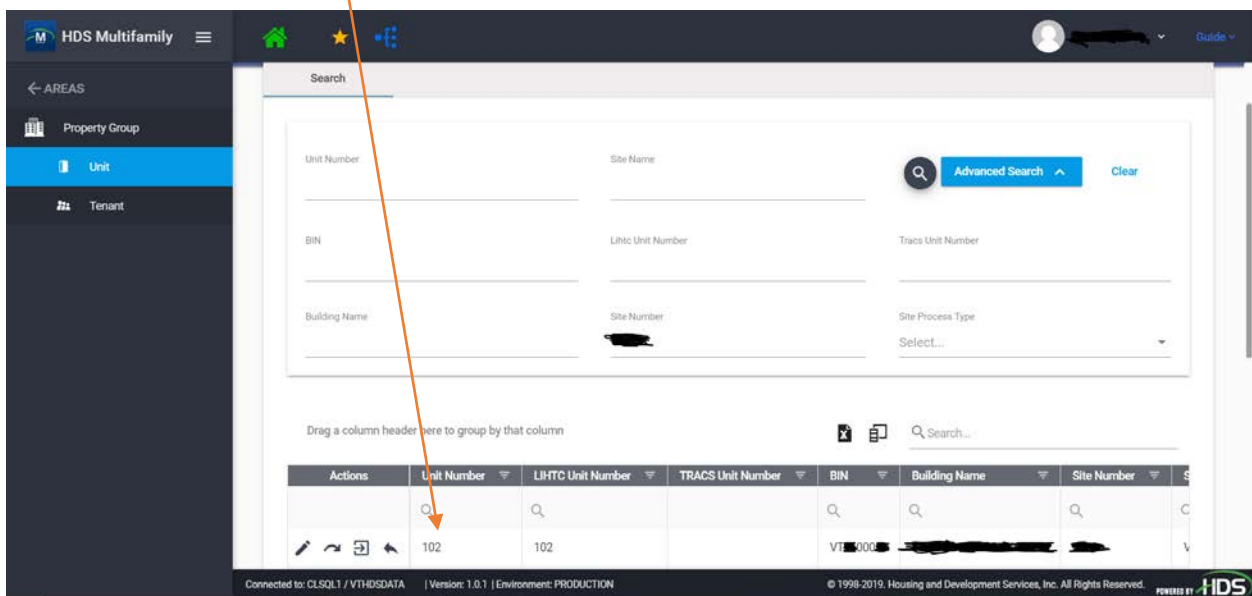 M HDS Multifamily
Guide
AREAS
Search
Property Group
Unit
Tenant
Unit Number Site Name
Advanced Search Clear
BIN Lihtc Unit Number Tracs Unit Number
Building Name Site Number Site Process Type
Select...
Drag a column header here to group by that column
Search...
Actions Unit Number LIHTC Unit Number TRACS Unit Number BIN Building Name Site Number S
102 102 VT 000 V
Connected to: CLSQL1 / VTHDSDATA | Version: 1.0.1 | Environment: PRODUCTION © 1998-2019. Housing and Development Services, Inc. All Rights Reserved. POWERED BY HDS